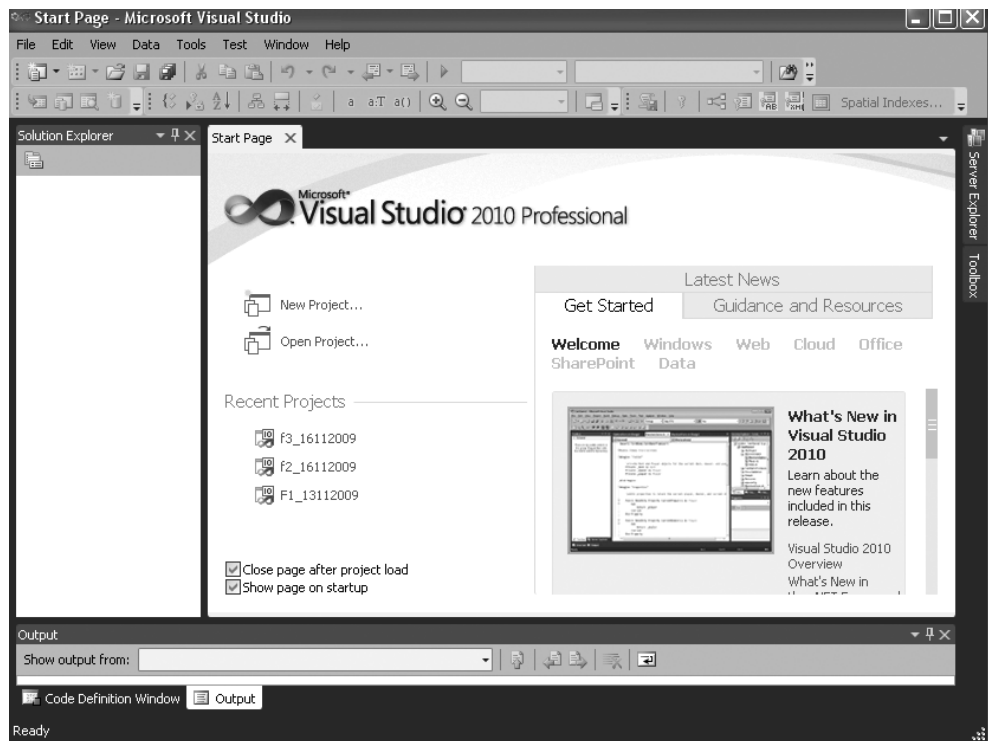 Start Page - Microsoft Visual Studio
File Edit View Data Tools Test Window Help
a a:T a() Spatial Indexes...
Solution Explorer
Start Page
Server Explorer
Toolbox
Microsoft®
Visual Studio 2010 Professional
New Project...
Open Project...
Recent Projects
f3_16112009
f2_16112009
F1_13112009
Close page after project load
Show page on startup
Latest News
Get Started Guidance and Resources
Welcome Windows Web Cloud Office
SharePoint Data
What's New in
Visual Studio
2010
Learn about the
new features
included in this
release.
Visual Studio 2010
Overview
What's New in
Output
Show output from:
Code Definition Window Output
Ready